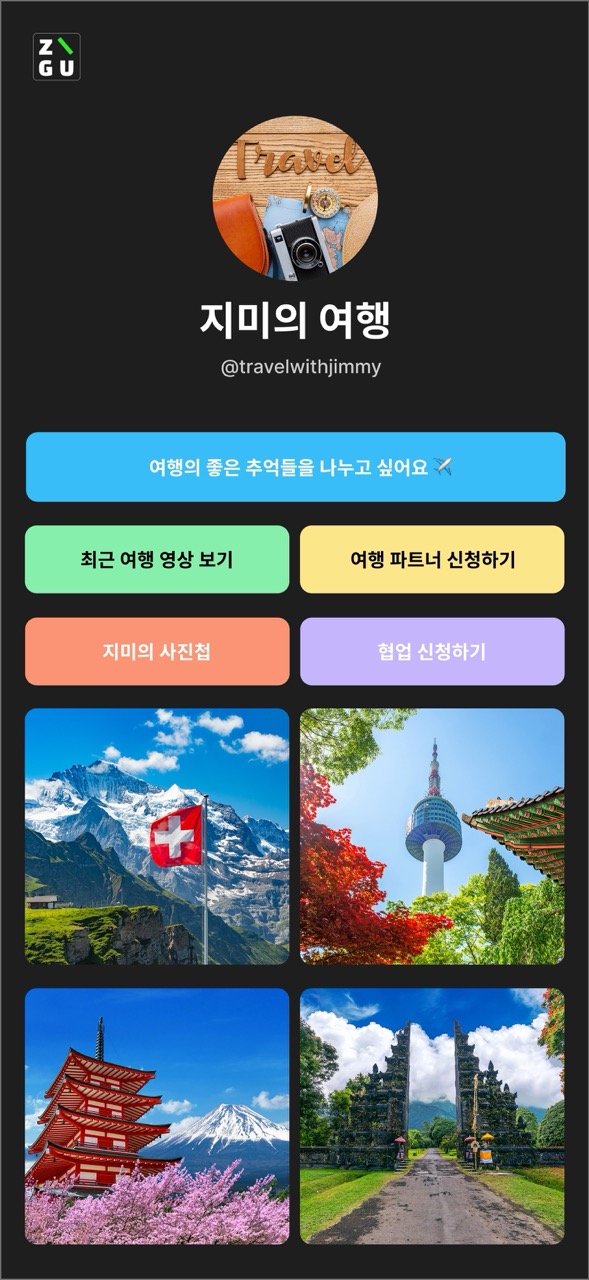 Z\
GU
Travel
지미의 여행
@travelwithjimmy
여행의 좋은 추억들을 나누고 싶어요 ✈️
최근 여행 영상 보기
여행 파트너 신청하기
지미의 사진첩
협업 신청하기